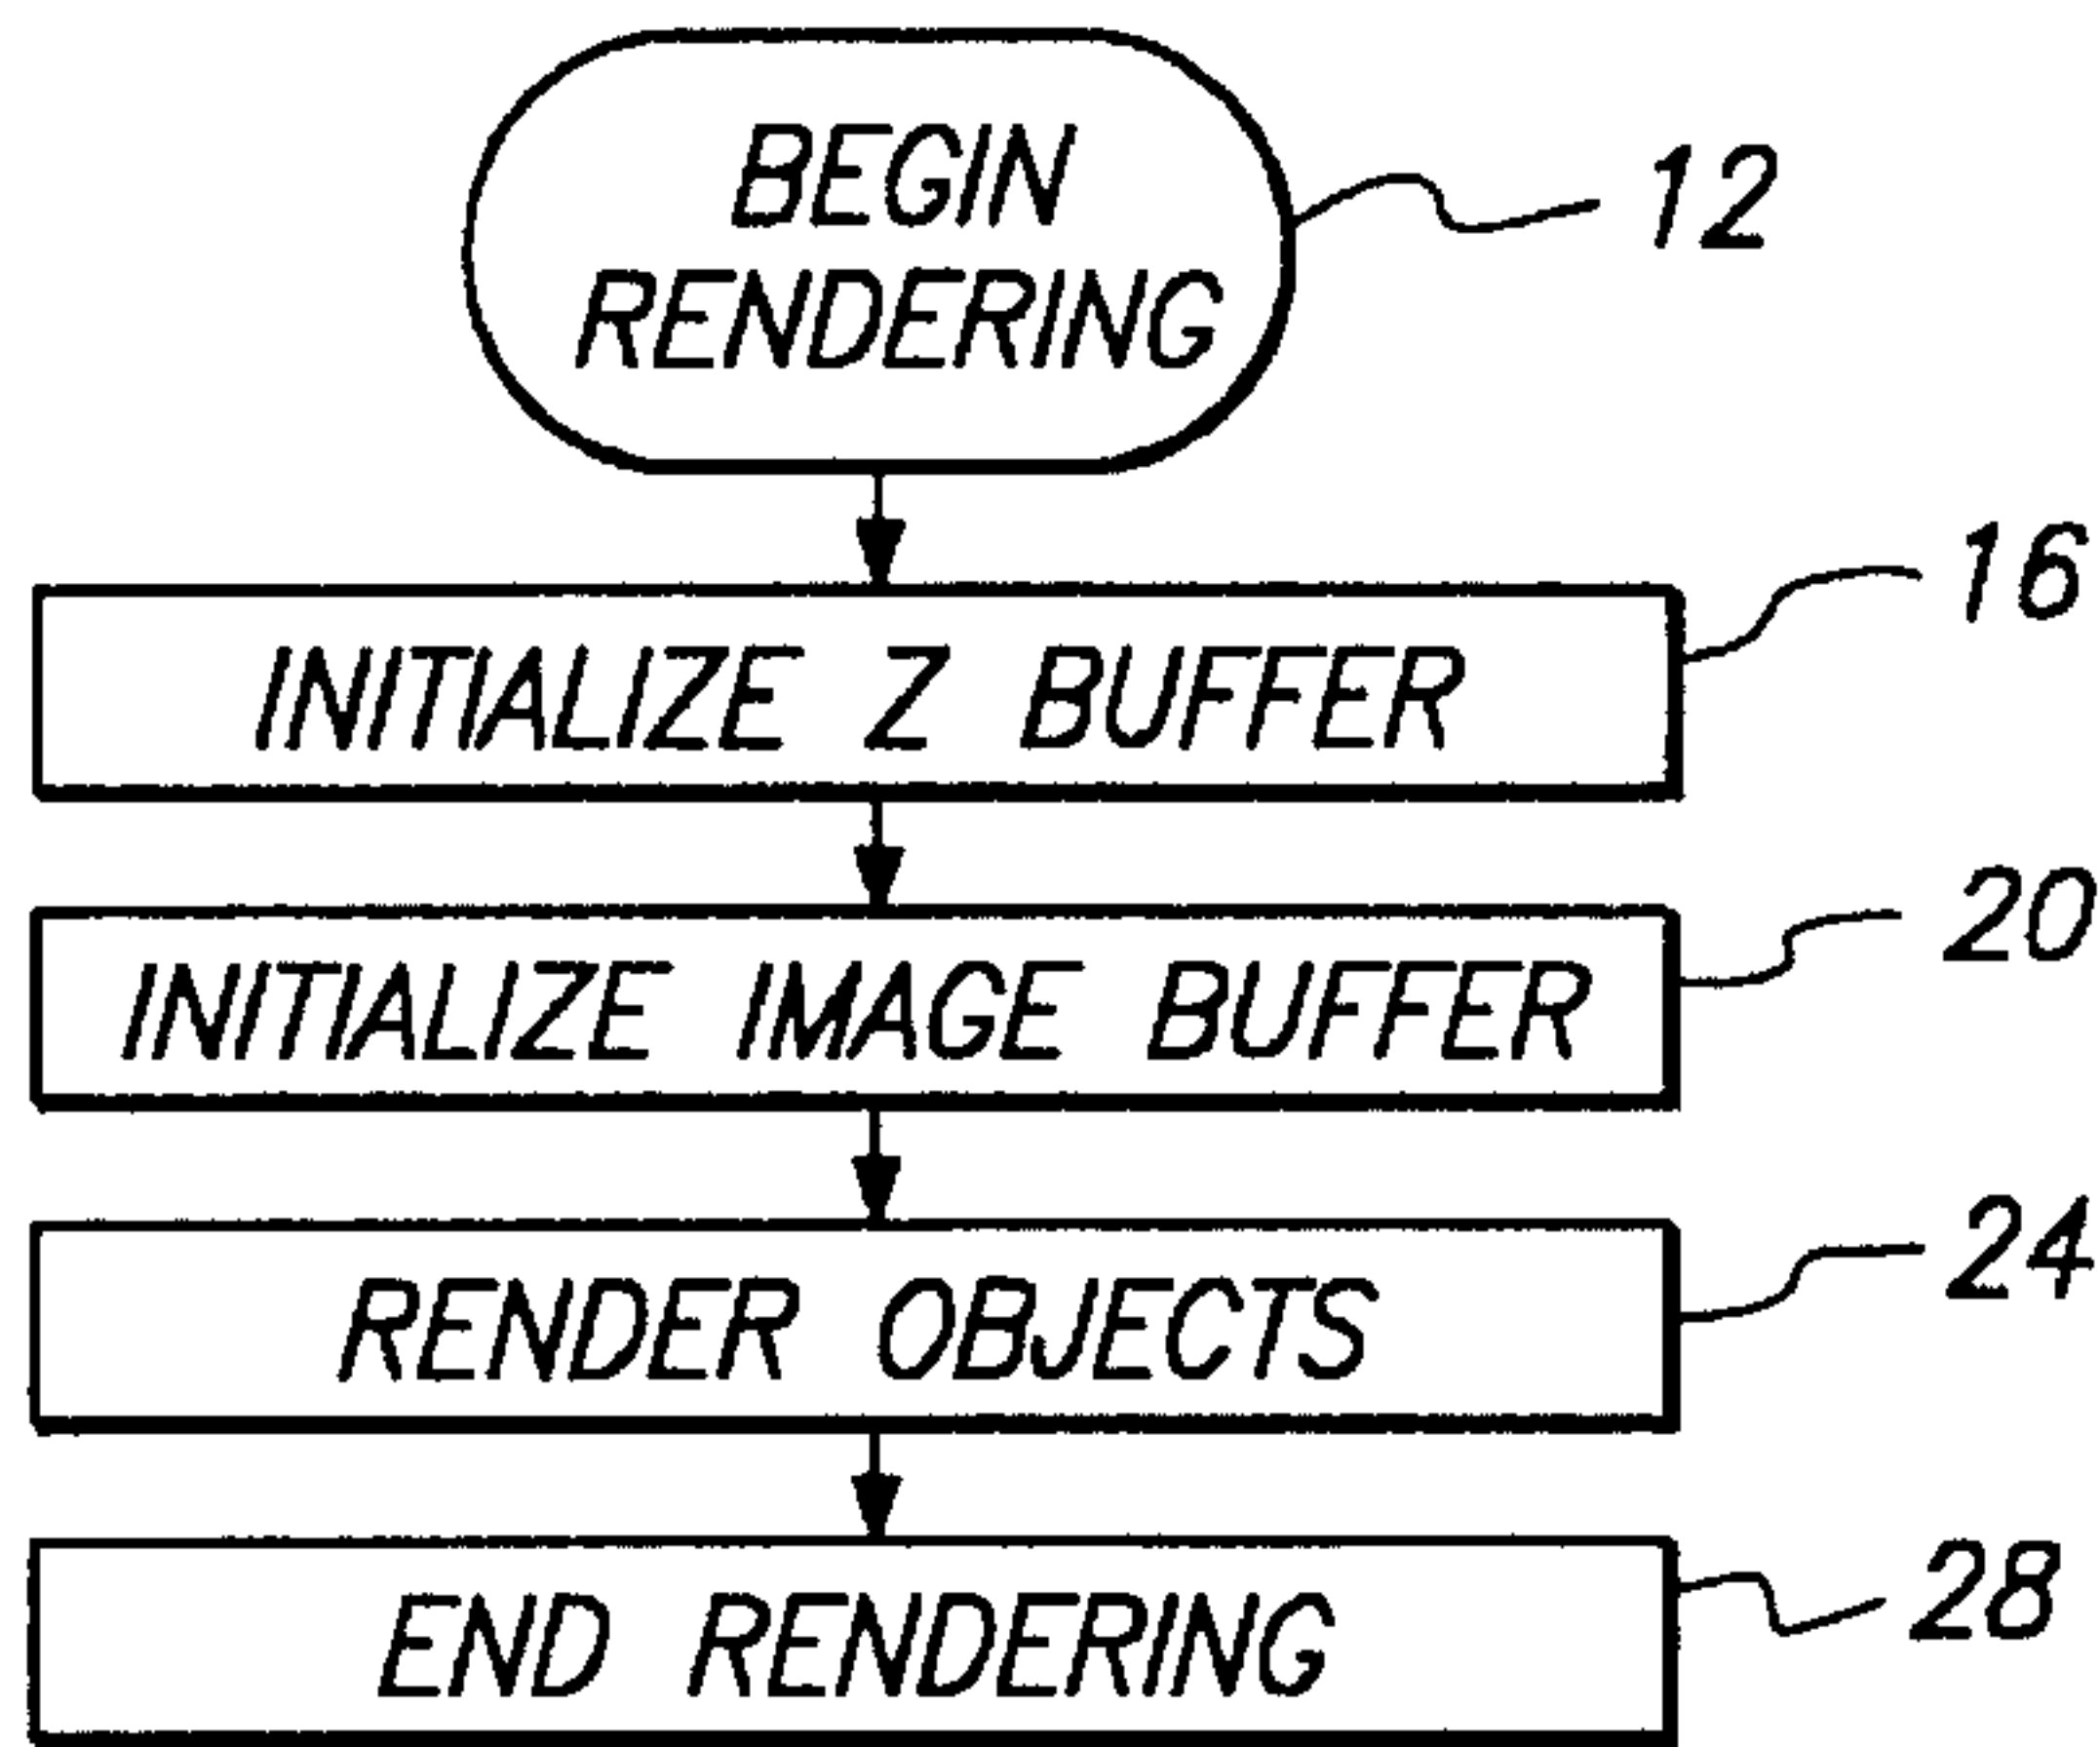 BEGIN
RENDERING
12
INITIALIZE Z BUFFER
16
INITIALIZE IMAGE BUFFER
20
RENDER OBJECTS
24
END RENDERING
28